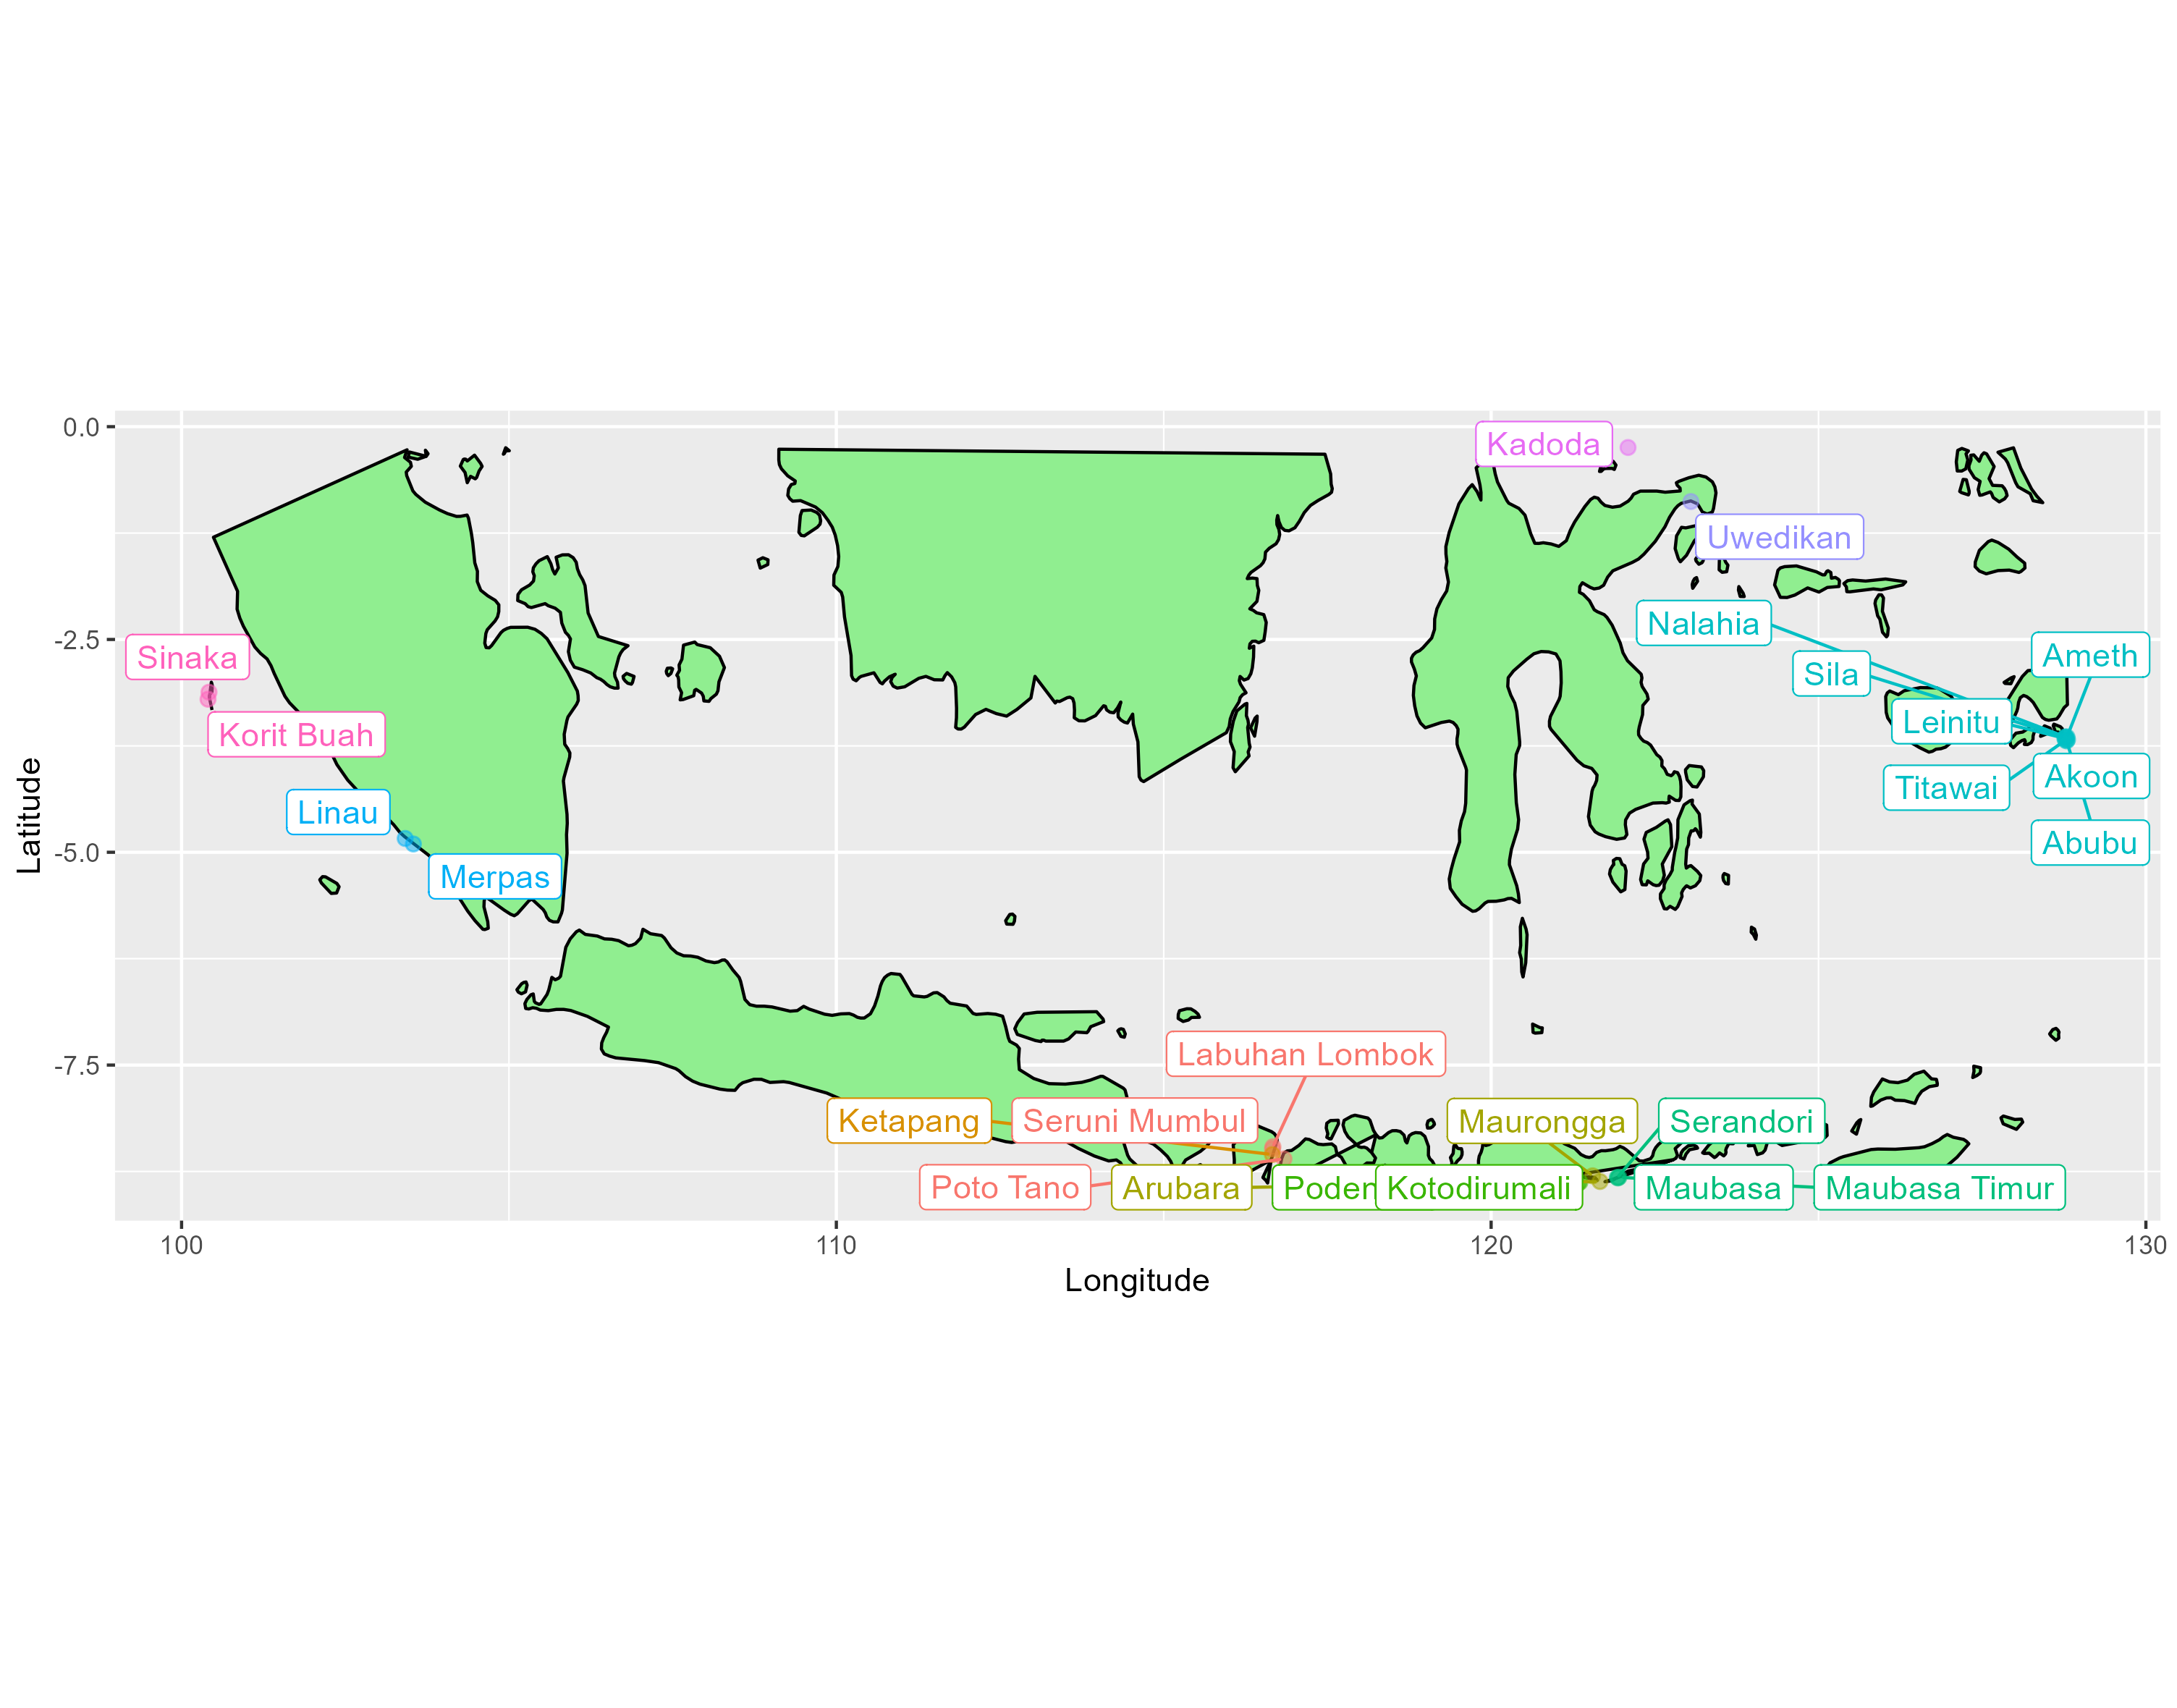 0.0
-2.5
-5.0
-7.5
Latitude
Kadoda
Uwedikan
Nalahia
Ameth
Sinaka
Sila
Korit Buah
Leinitu
Titawai
Akoon
Linau
Abubu
Merpas
Labuhan Lombok
Ketapang
Seruni Mumbul
Maurongga
Serandori
Poto Tano
Arubara
Kotodirumali
Maubasa
Maubasa Timur
100
110
120
130
Longitude